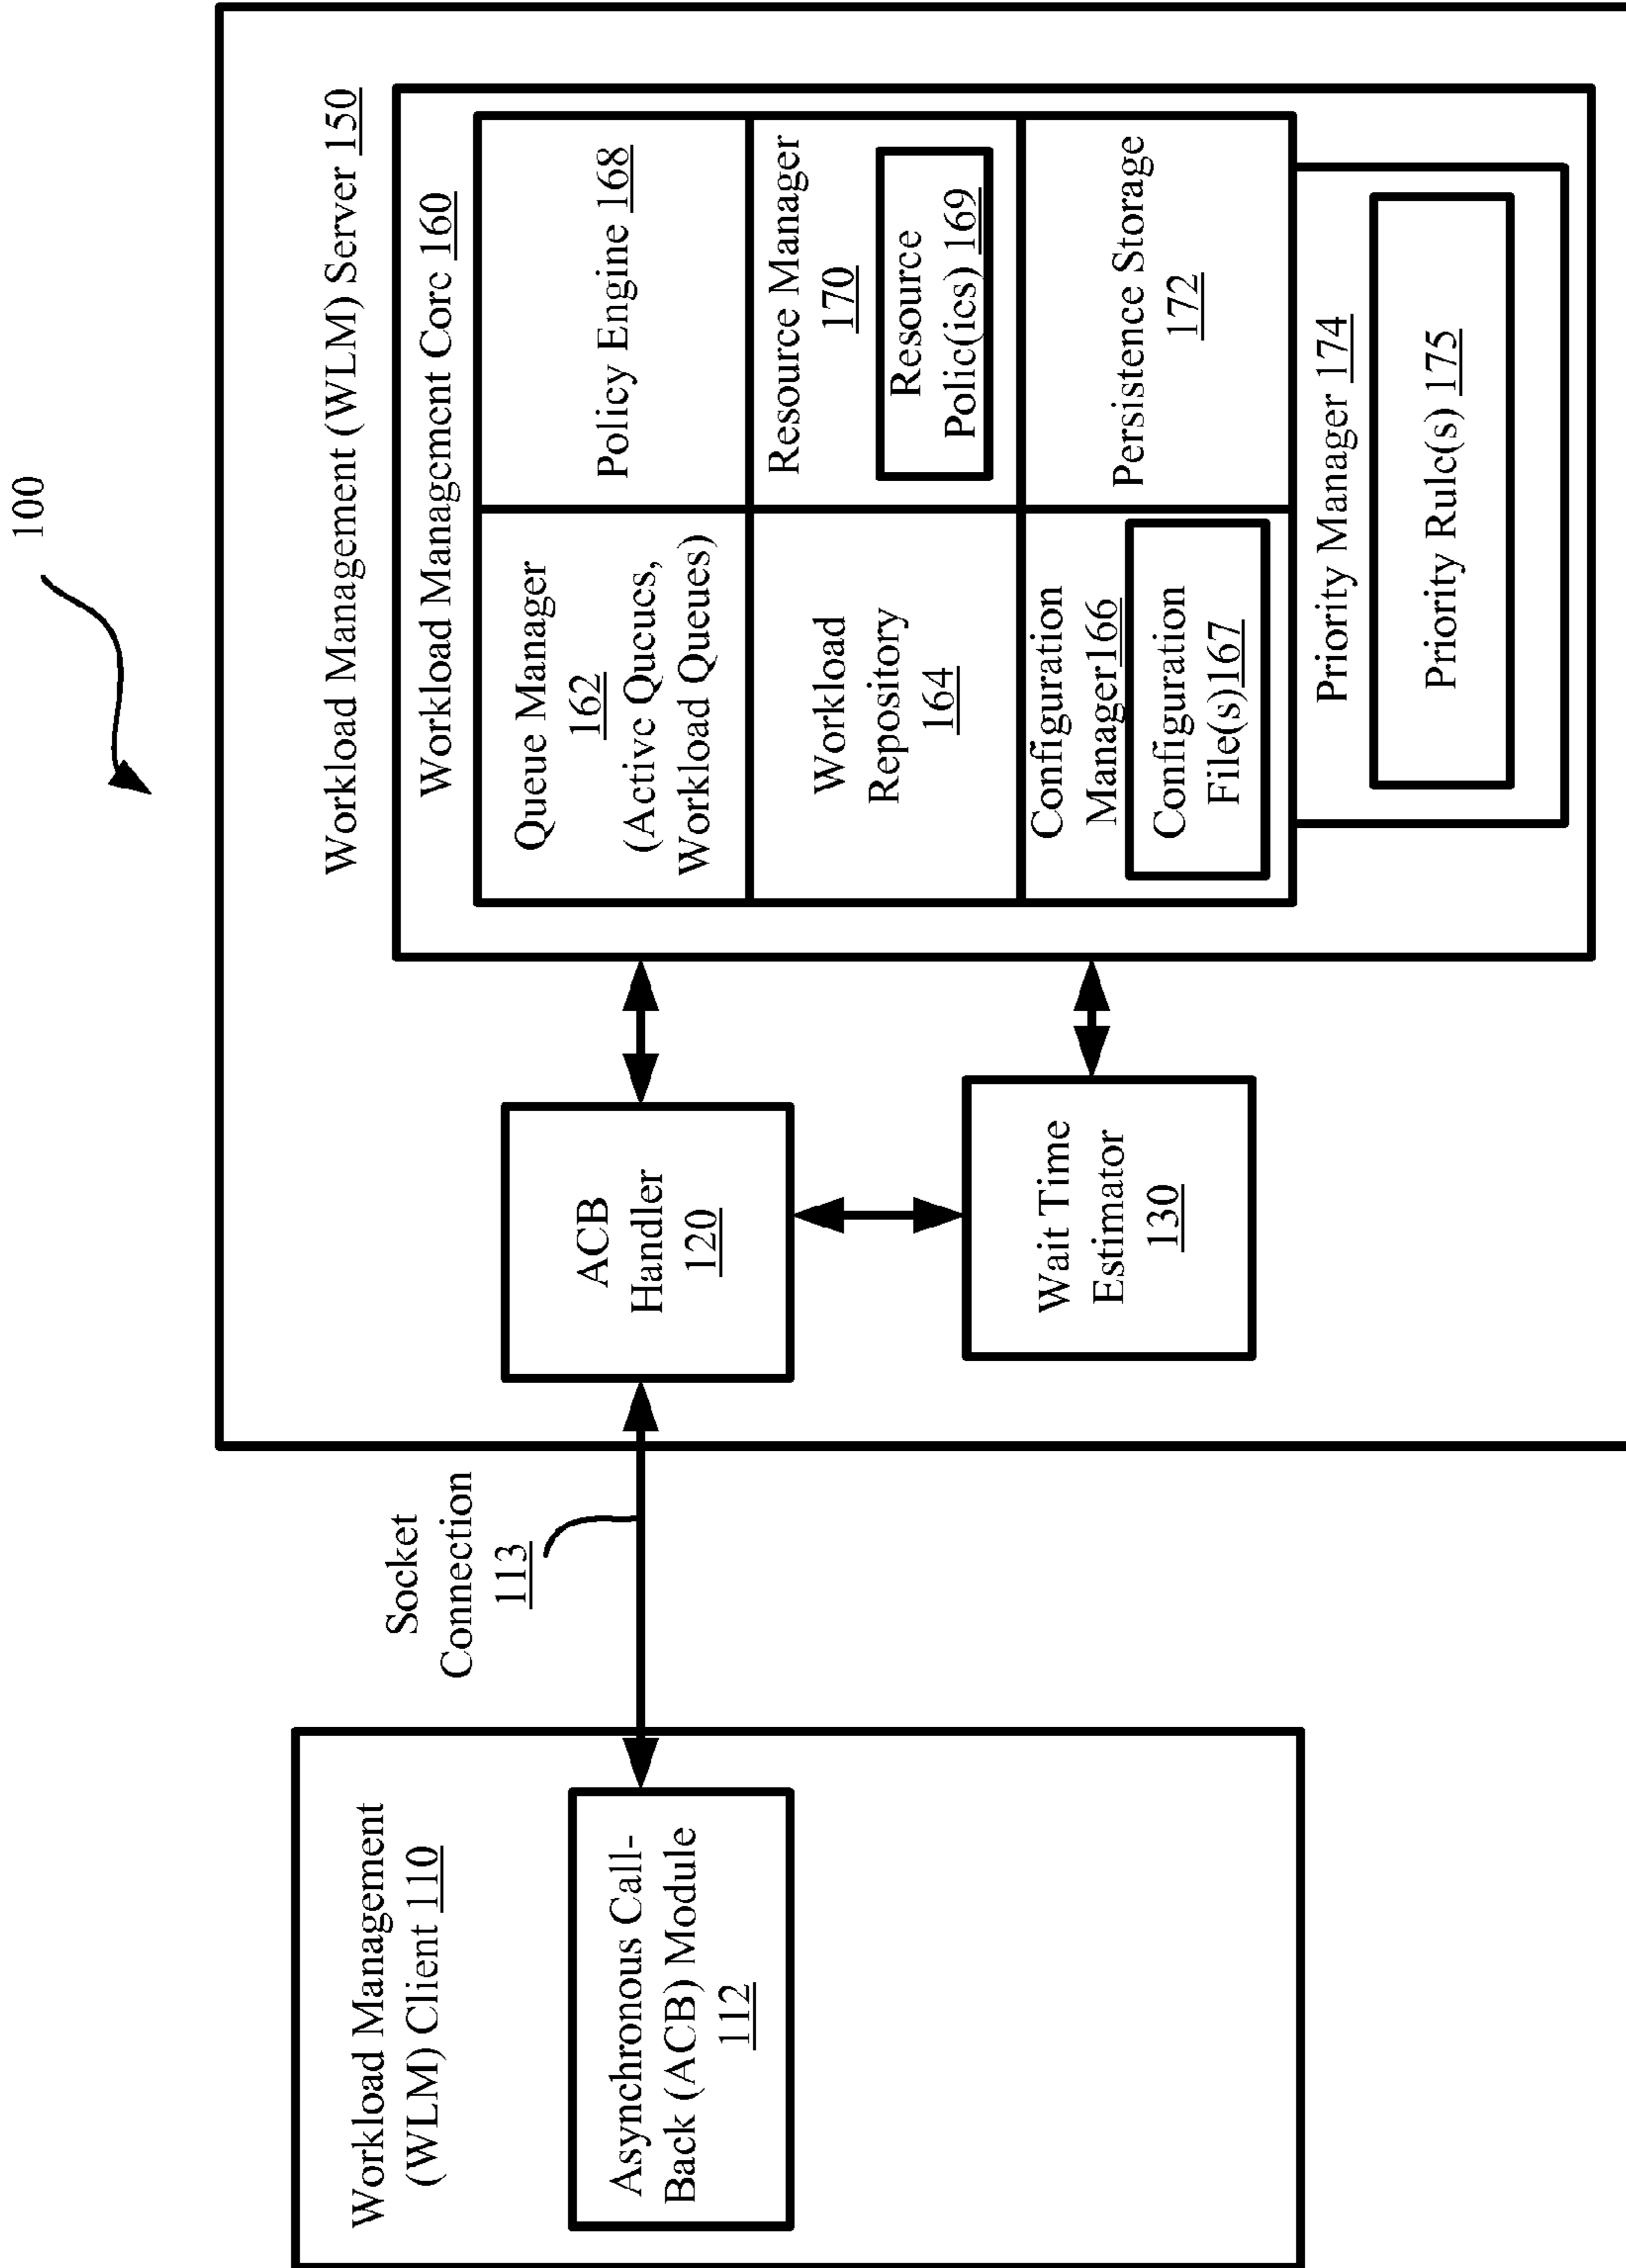 100
Workload Management (WLM) Client 110
Asynchronous Call-
Back (ACB) Module
112
Socket
Connection
113
Workload Management (WLM) Server 150
ACB
Handler
120
Wait Time
Estimator
130
Workload Management Core 160
Queue Manager
162
(Active Queues,
Workload Queues)
Policy Engine 168
Workload
Repository
164
Resource Manager
170
Resource
Polic(ies) 169
Configuration
Manager166
Configuration
File(s)167
Persistence Storage
172
Priority Manager 174
Priority Rule(s) 175